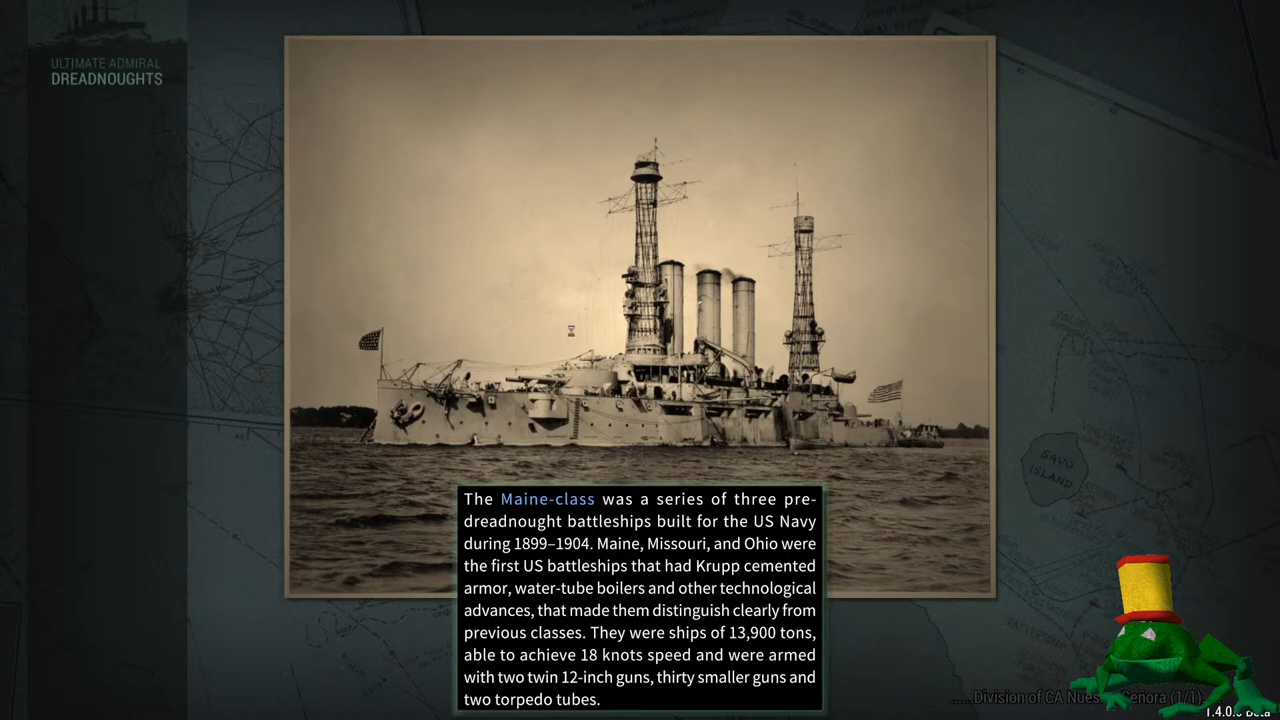 ULTIMATE ADMIRAL
DREADNOUGHTS
The Maine-class was a series of three pre-
dreadnought battleships built for the US Navy
during 1899–1904. Maine, Missouri, and Ohio were
the first US battleships that had Krupp cemented
armor, water-tube boilers and other technological
advances, that made them distinguish clearly from
previous classes. They were ships of 13,900 tons,
able to achieve 18 knots speed and were armed
with two twin 12-inch guns, thirty smaller guns and
two torpedo tubes.
SAVO
ISLAND
.....Division of CA Señora (1/1)